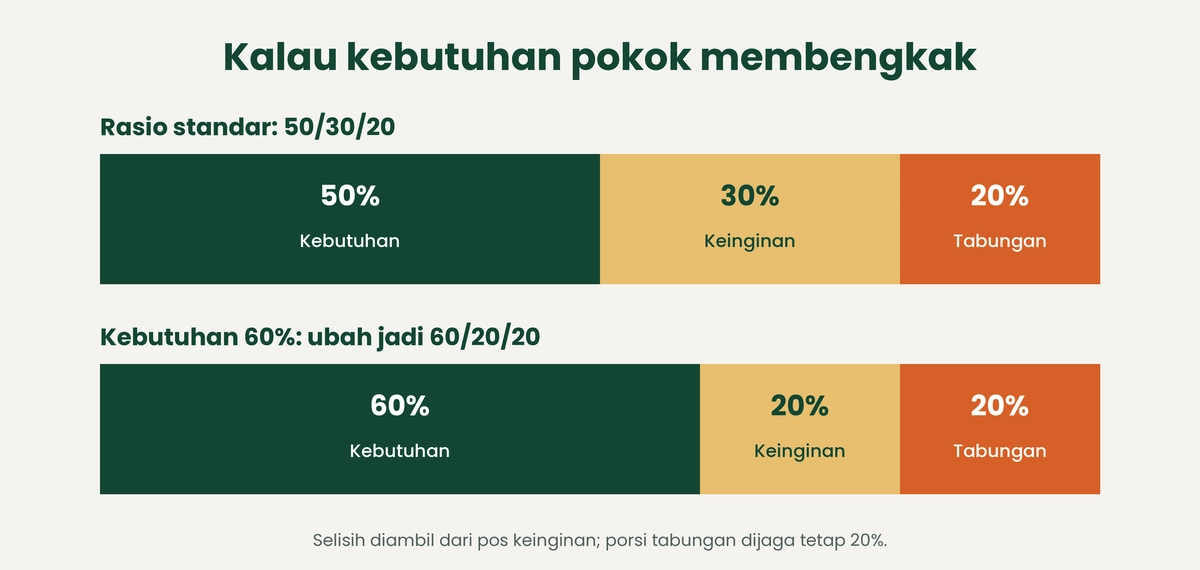 Kalau kebutuhan pokok membengkak
Rasio standar: 50/30/20
50%
30%
20%
Kebutuhan
Keinginan
Tabungan
Kebutuhan 60%: ubah jadi 60/20/20
60%
20%
20%
Kebutuhan
Keinginan
Tabungan
Selisih diambil dari pos keinginan; porsi tabungan dijaga tetap 20%.